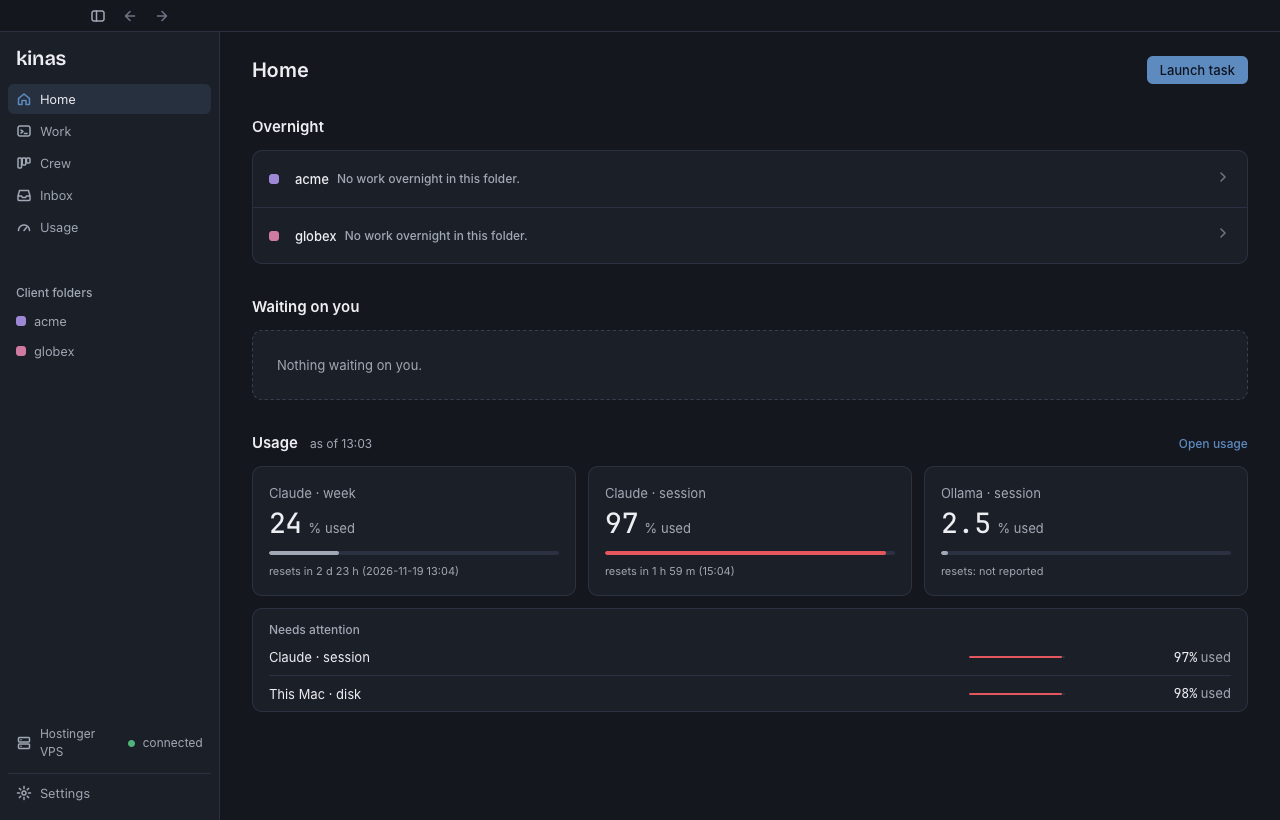 kinas
Home
Work
Crew
Inbox
Usage
Client folders
acme
globex
Hostinger
VPS
connected
Settings
Home
Launch task
Overnight
acme No work overnight in this folder.
globex No work overnight in this folder.
Waiting on you
Nothing waiting on you.
Usage as of 13:03
Open usage
Claude · week
24 % used
resets in 2 d 23 h (2026-11-19 13:04)
Claude · session
97 % used
resets in 1 h 59 m (15:04)
Ollama · session
2.5 % used
resets: not reported
Needs attention
Claude · session 97% used
This Mac · disk 98% used